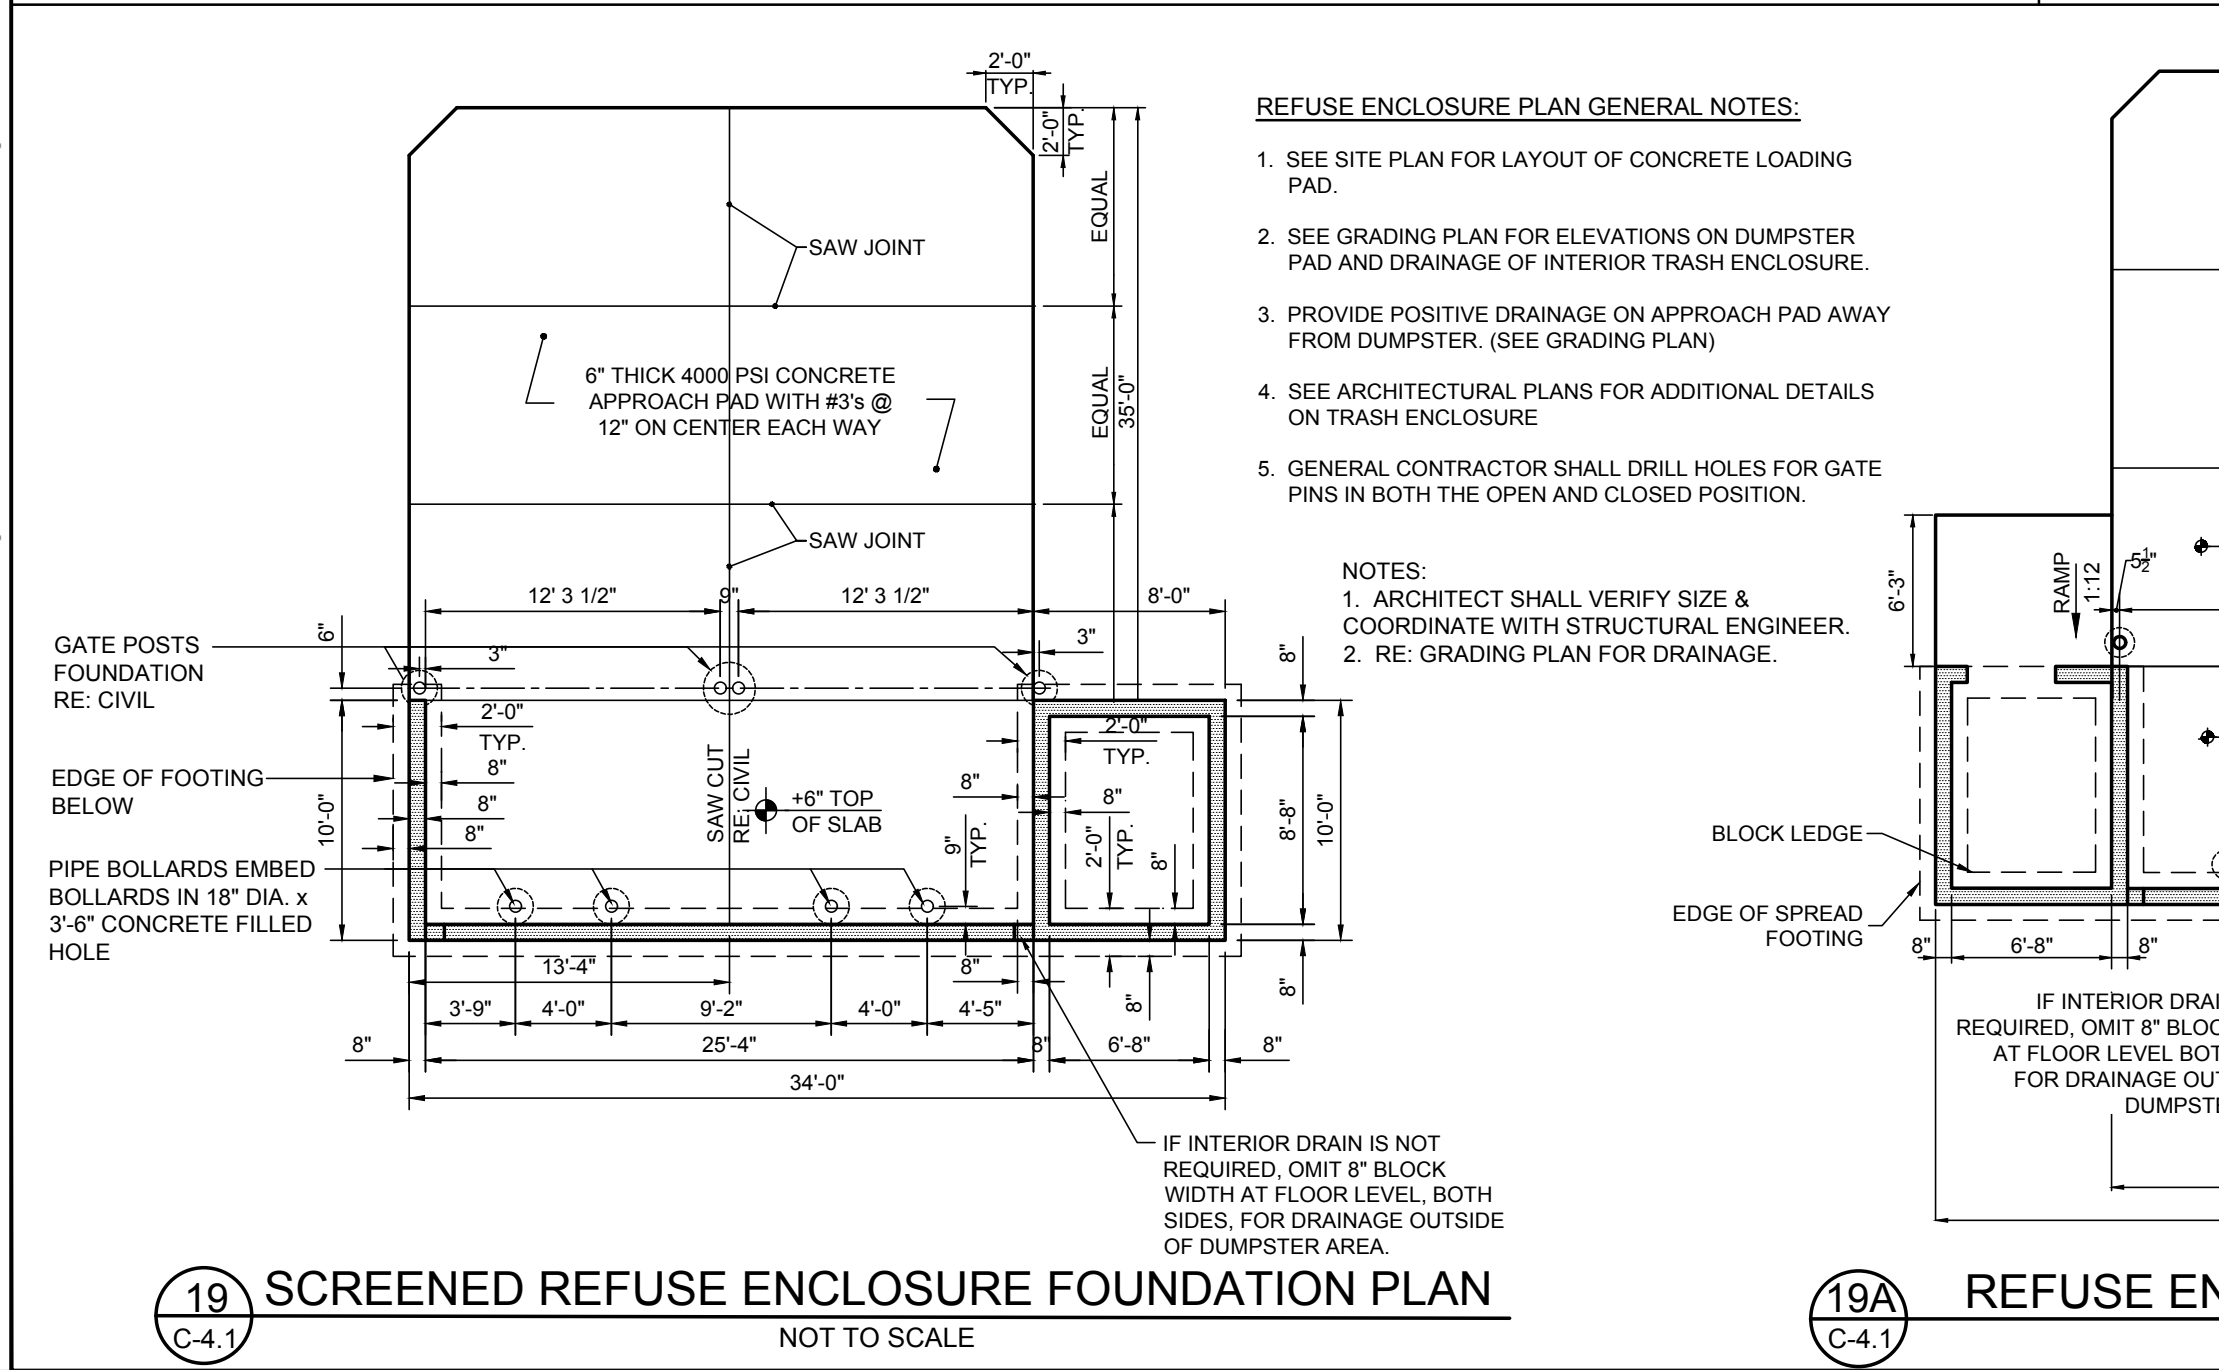 2'-0"
TYP.
2'-0"
TYP.
EQUAL
SAW JOINT
6" THICK 4000 PSI CONCRETE
APPROACH PAD WITH #3's @
12" ON CENTER EACH WAY
EQUAL
35'-0"
SAW JOINT
12' 3 1/2"
9"
12' 3 1/2"
8'-0"
6"
3"
3"
8"
GATE POSTS
FOUNDATION
RE: CIVIL
2'-0"
TYP.
8"
8"
8"
EDGE OF FOOTING
BELOW
10'-0"
SAW CUT
RE: CIVIL
+6" TOP
OF SLAB
8"
9"
TYP.
2'-0"
TYP.
8"
2'-0"
TYP.
8"
8'-8"
10'-0"
PIPE BOLLARDS EMBED
BOLLARDS IN 18" DIA. x
3'-6" CONCRETE FILLED
HOLE
13'-4"
8"
8"
8"
3'-9"
4'-0"
9'-2"
4'-0"
4'-5"
8"
25'-4"
8"
6'-8"
8"
34'-0"
IF INTERIOR DRAIN IS NOT
REQUIRED, OMIT 8" BLOCK
WIDTH AT FLOOR LEVEL, BOTH
SIDES, FOR DRAINAGE OUTSIDE
OF DUMPSTER AREA.
19
C-4.1
SCREENED REFUSE ENCLOSURE FOUNDATION PLAN
NOT TO SCALE
REFUSE ENCLOSURE PLAN GENERAL NOTES:
1. SEE SITE PLAN FOR LAYOUT OF CONCRETE LOADING
PAD.
2. SEE GRADING PLAN FOR ELEVATIONS ON DUMPSTER
PAD AND DRAINAGE OF INTERIOR TRASH ENCLOSURE.
3. PROVIDE POSITIVE DRAINAGE ON APPROACH PAD AWAY
FROM DUMPSTER. (SEE GRADING PLAN)
4. SEE ARCHITECTURAL PLANS FOR ADDITIONAL DETAILS
ON TRASH ENCLOSURE
5. GENERAL CONTRACTOR SHALL DRILL HOLES FOR GATE
PINS IN BOTH THE OPEN AND CLOSED POSITION.
NOTES:
1. ARCHITECT SHALL VERIFY SIZE &
COORDINATE WITH STRUCTURAL ENGINEER.
2. RE: GRADING PLAN FOR DRAINAGE.
6'-3"
RAMP
1:12
5 1/2"
BLOCK LEDGE
EDGE OF SPREAD
FOOTING
8"
6'-8"
8"
IF INTERIOR
REQUIRED, OMIT 8"
AT FLOOR LEVEL
FOR DRAINAGE
19A
C-4.1
REFUSE